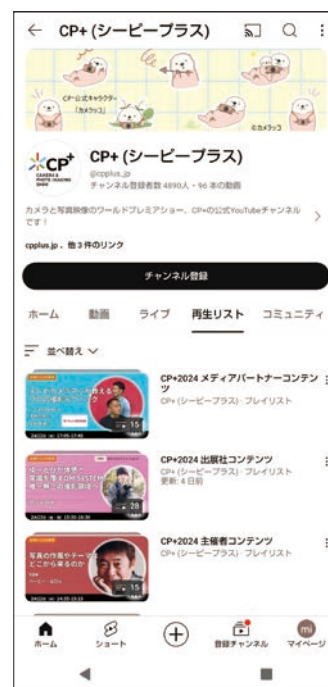 CP+ (シーピープラス)
CP+公式キャラクター
「カメラッコ」
©カメラッコ
CP+
CAMERA &
PHOTO IMAGING
SHOW
CP+ (シーピープラス)
@cpplus_jp
チャンネル登録者数 4890人・96 本の動画
カメラと写真映像のワールドプレミアショー、CP+の公式YouTubeチャンネル
です！
cpplus.jp 、他 3 件のリンク
チャンネル登録
ホーム 動画 ライブ 再生リスト コミュニティ
並べ替え
CP+2024 メディアパートナーコンテン
ツ
CP+ (シーピープラス)・プレイリスト
15
CP+2024 出展社コンテンツ
CP+ (シーピープラス)・プレイリスト
更新: 4 日前
28
CP+2024 主催者コンテンツ
CP+ (シーピープラス)・プレイリスト
写真の作風やテーマは
どこから来るのか
15
ホーム ショート 登録チャンネル マイページ
mi